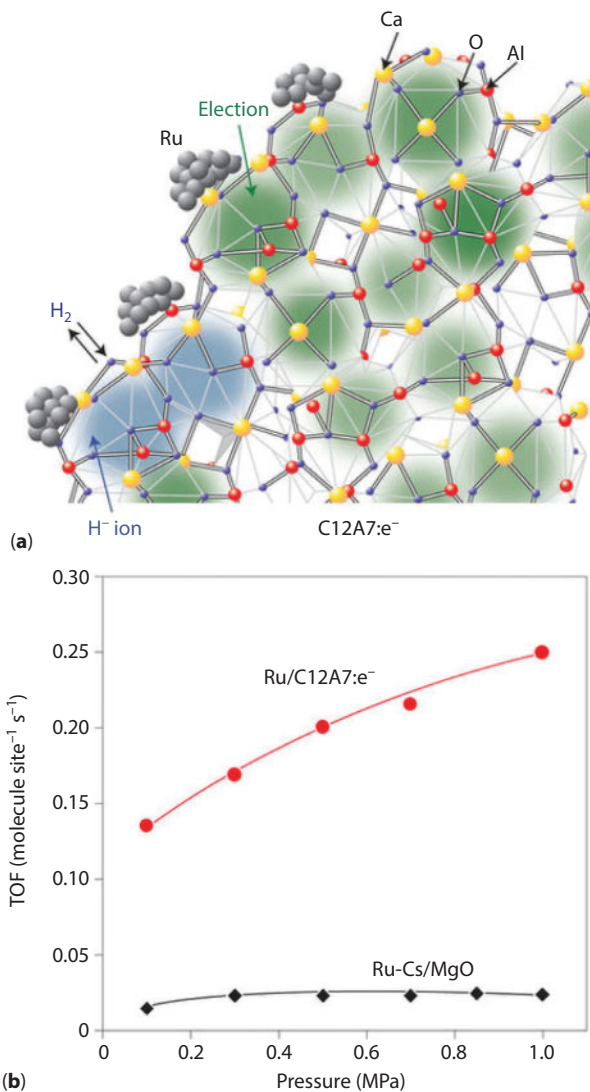 Ca
O
Al
Election
Ru
H₂
H⁻ ion
C12A7:e⁻
(a)
0.30
0.25
0.20
0.15
0.10
0.05
0
TOF (molecule site⁻¹ s⁻¹)
Ru/C12A7:e⁻
Ru-Cs/MgO
0 0.2 0.4 0.6 0.8 1.0
Pressure (MPa)
(b)